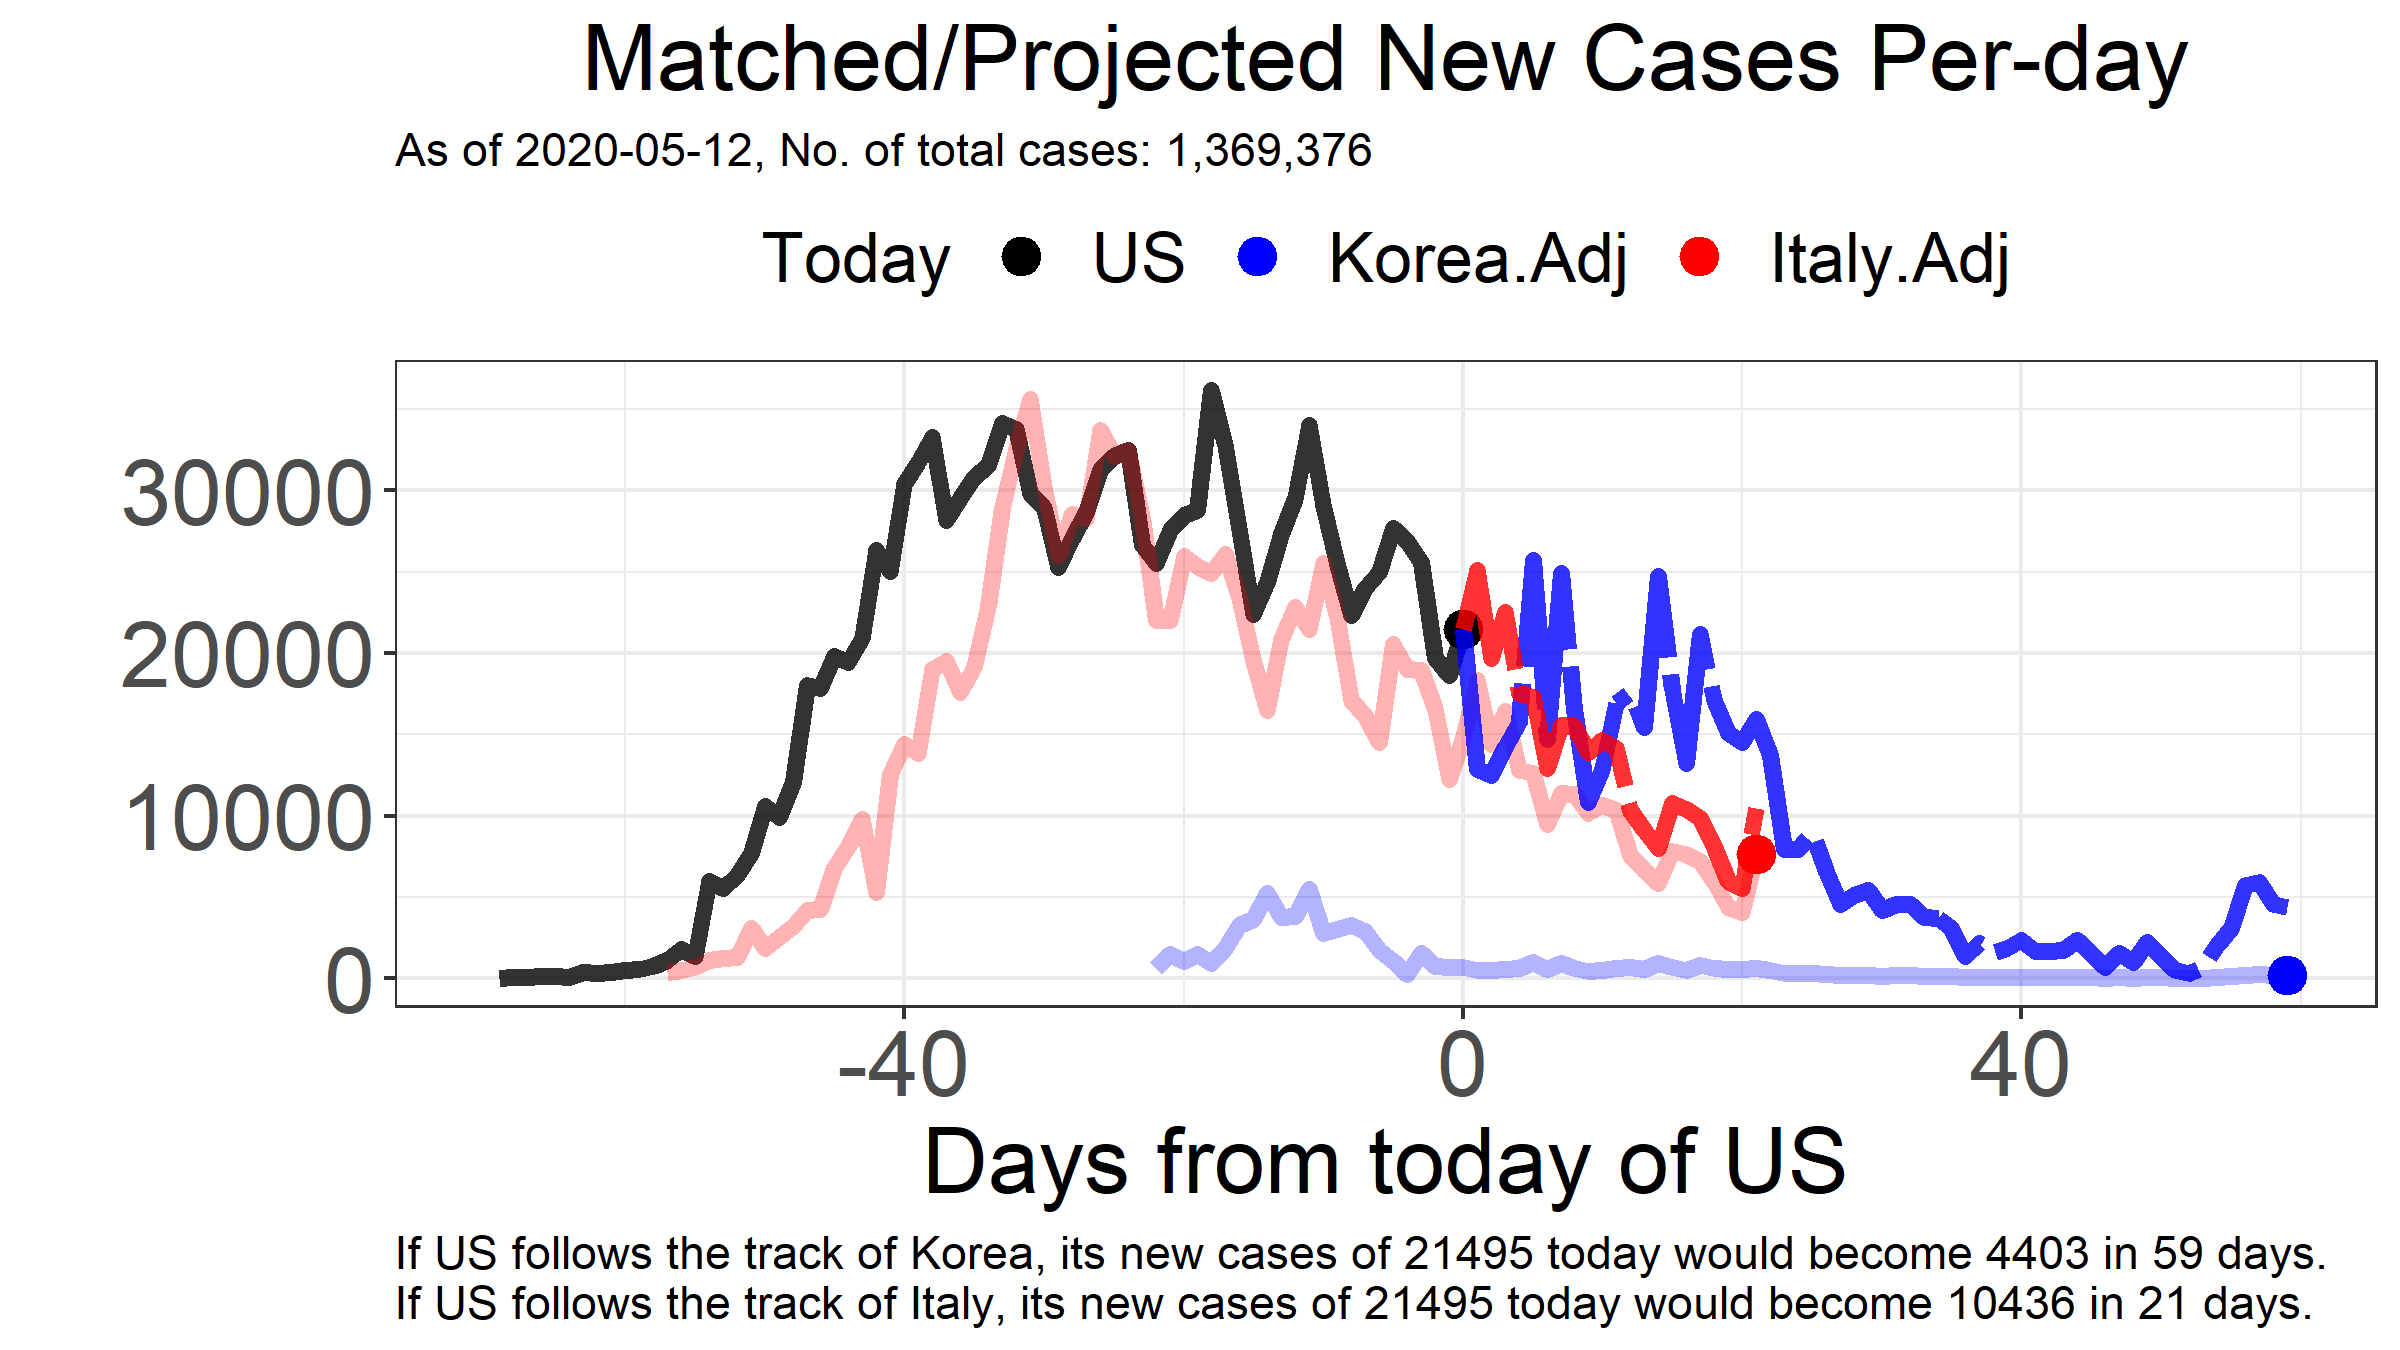 Matched/Projected New Cases Per-day
As of 2020-05-12, No. of total cases: 1,369,376
Today US Korea.Adj Italy.Adj
30000
20000
10000
0
-40 0 40
Days from today of US
If US follows the track of Korea, its new cases of 21495 today would become 4403 in 59 days.
If US follows the track of Italy, its new cases of 21495 today would become 10436 in 21 days.